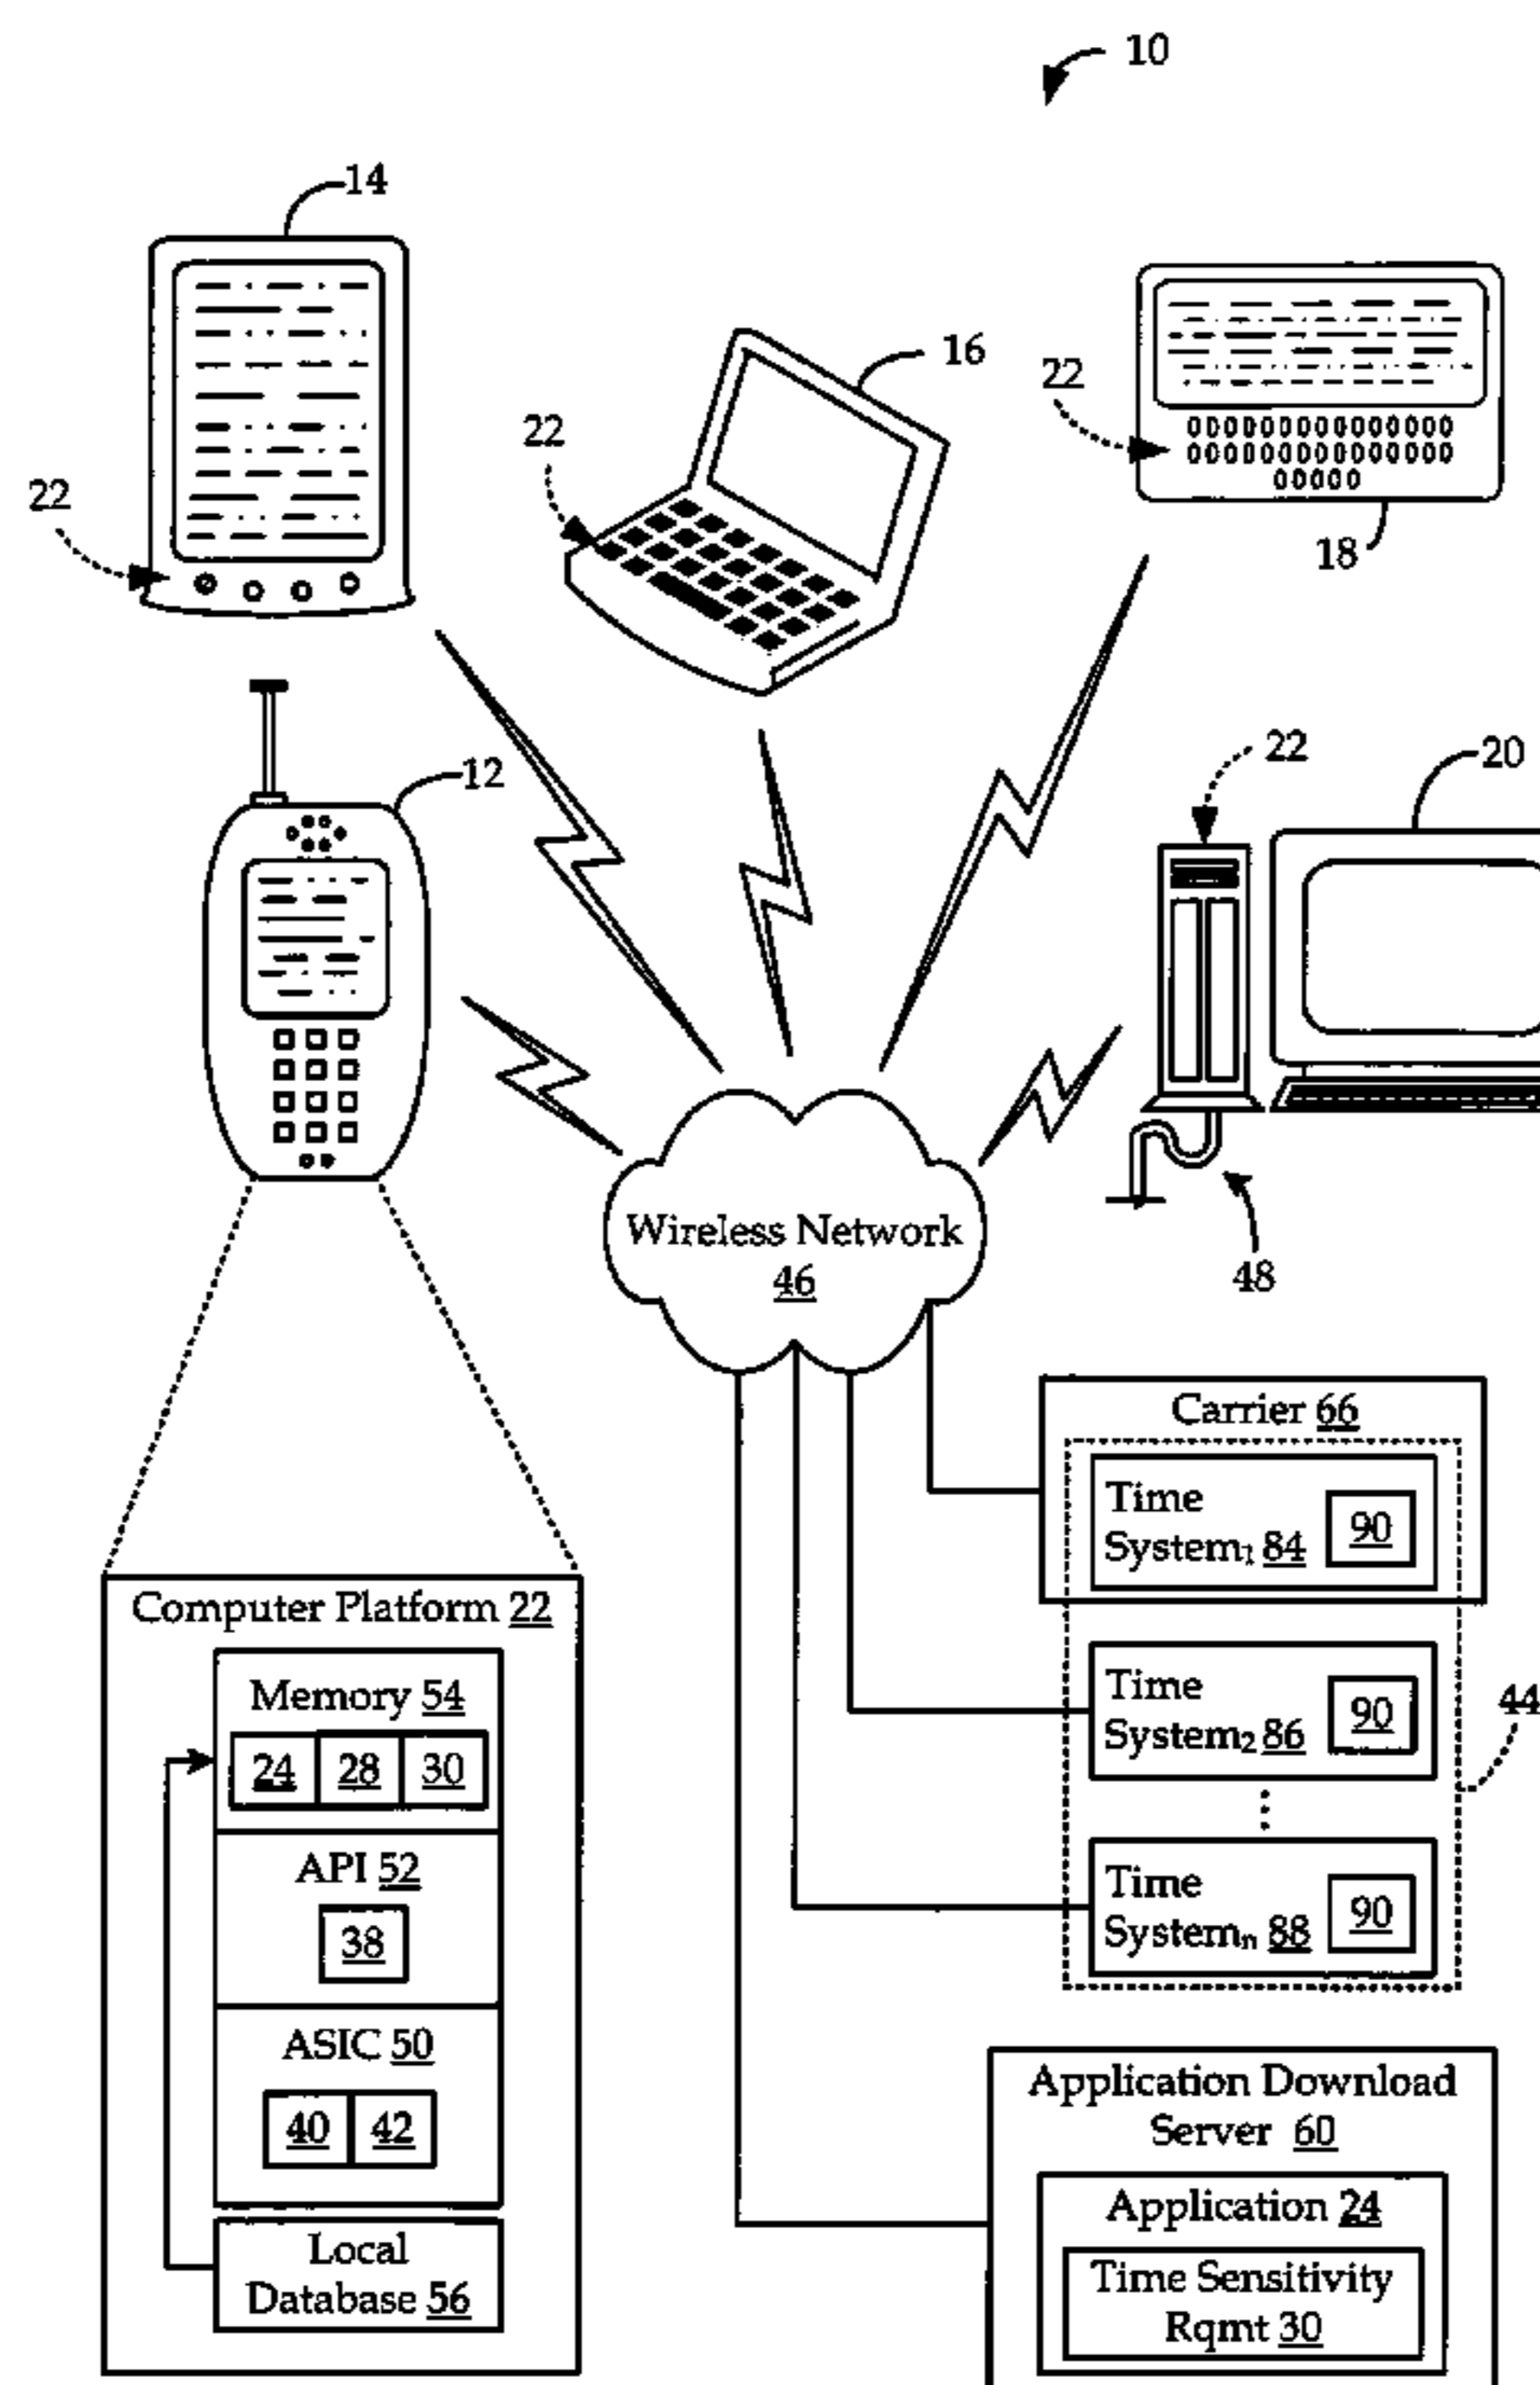 10
14
16
22
22
18
22
12
22
20
Wireless Network
46
48
Carrier 66
Time
System1 84
90
Computer Platform 22
Memory 54
24 28 30
Time
System2 86
90
44
API 52
38
Time
Systemn 88
90
ASIC 50
40 42
Application Download
Server 60
Application 24
Local
Database 56
Time Sensitivity
Rqmt 30